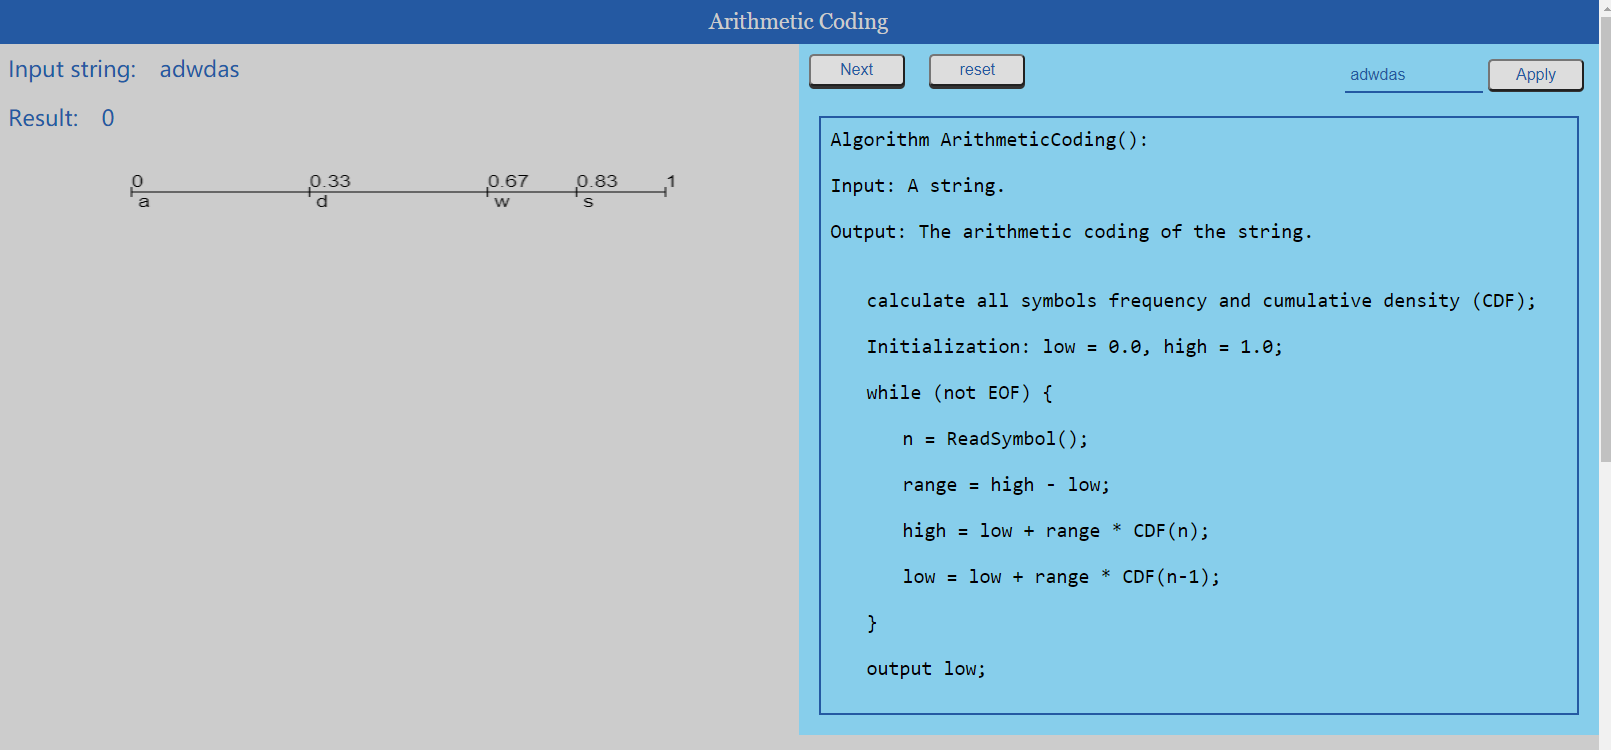 Arithmetic Coding
Input string: adwdas
Result: 0
0 0.33 0.67 0.83 1
a d w s
Next reset adwdas Apply
Algorithm ArithmeticCoding():
Input: A string.
Output: The arithmetic coding of the string.
calculate all symbols frequency and cumulative density (CDF);
Initialization: low = 0.0, high = 1.0;
while (not EOF) {
n = ReadSymbol();
range = high - low;
high = low + range * CDF(n);
low = low + range * CDF(n-1);
}
output low;